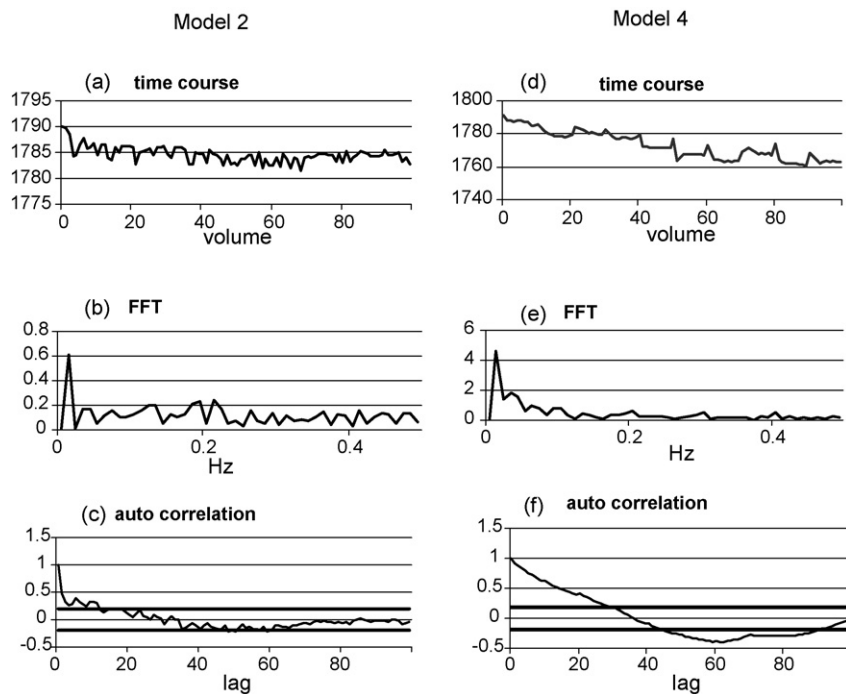 Model 2
Model 4
(a) time course
1795
1790
1785
1780
1775
0 20 40 60 80
volume
(d) time course
1800
1780
1760
1740
0 20 40 60 80
volume
(b) FFT
0.8
0.6
0.4
0.2
0
0 0.2 0.4
Hz
(e) FFT
6
4
2
0
0 0.2 0.4
Hz
(c) auto correlation
1.5
1
0.5
0
-0.5
0 20 40 60 80
lag
(f) auto correlation
1.5
1
0.5
0
-0.5
0 20 40 60 80
lag